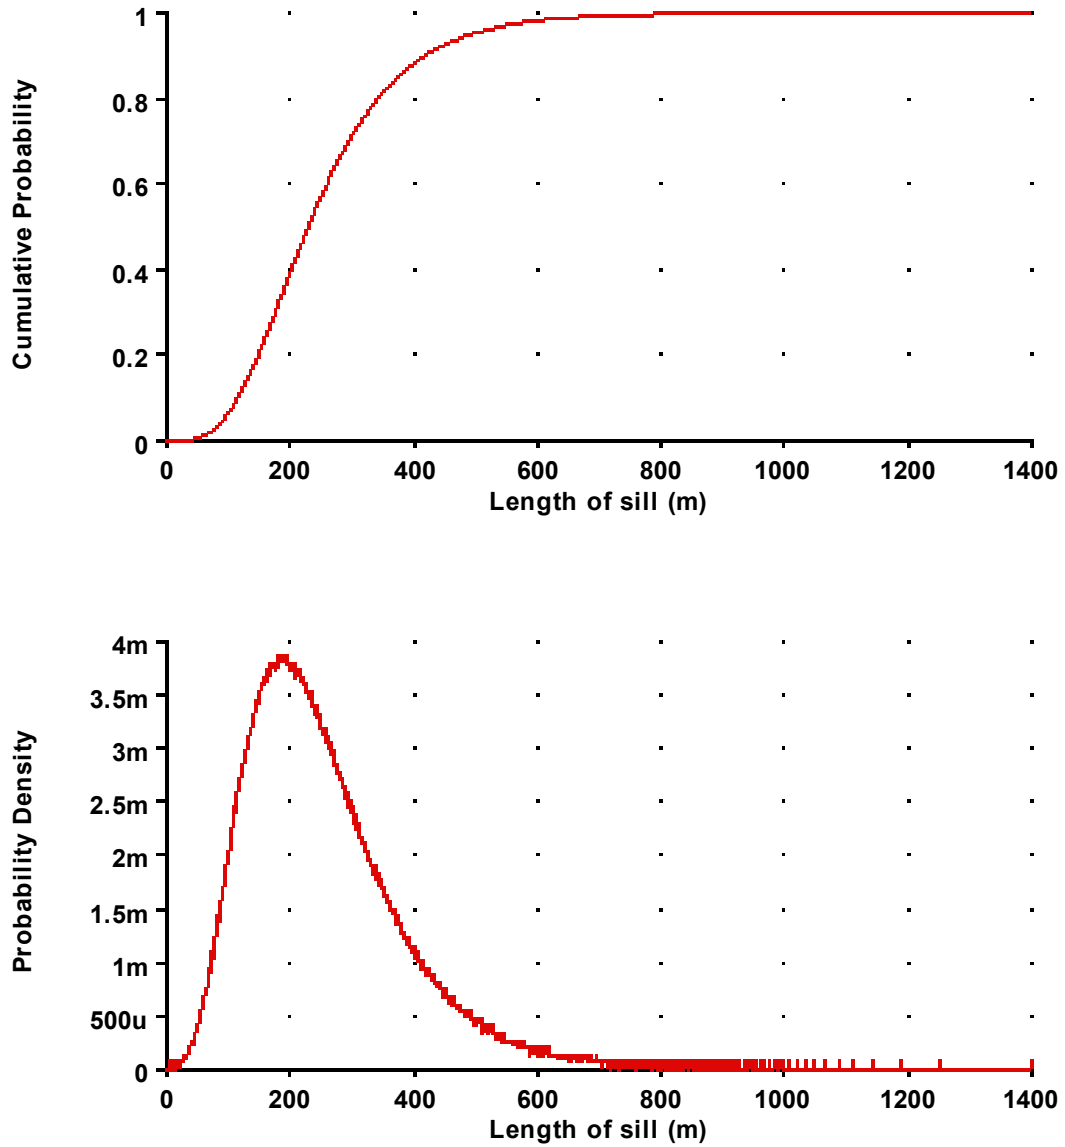 Cumulative Probability
1
0.8
0.6
0.4
0.2
0
0 200 400 600 800 1000 1200 1400
Length of sill (m)
Probability Density
4m
3.5m
3m
2.5m
2m
1.5m
1m
500u
0
0 200 400 600 800 1000 1200 1400
Length of sill (m)